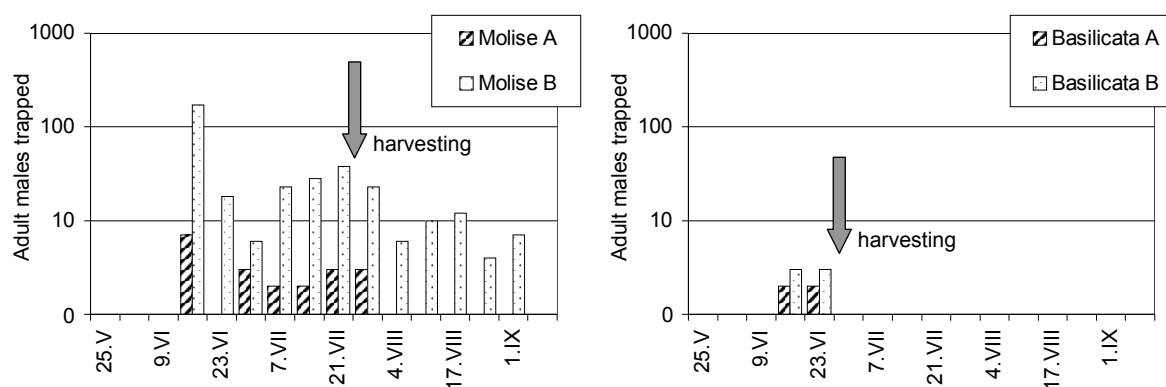 Adult males trapped
1000
100
10
0
Molise A
Molise B
harvesting
25.V
9.VI
23.VI
7.VII
21.VII
4.VIII
17.VIII
1.IX
Adult males trapped
1000
100
10
0
Basilicata A
Basilicata B
harvesting
25.V
9.VI
23.VI
7.VII
21.VII
4.VIII
17.VIII
1.IX